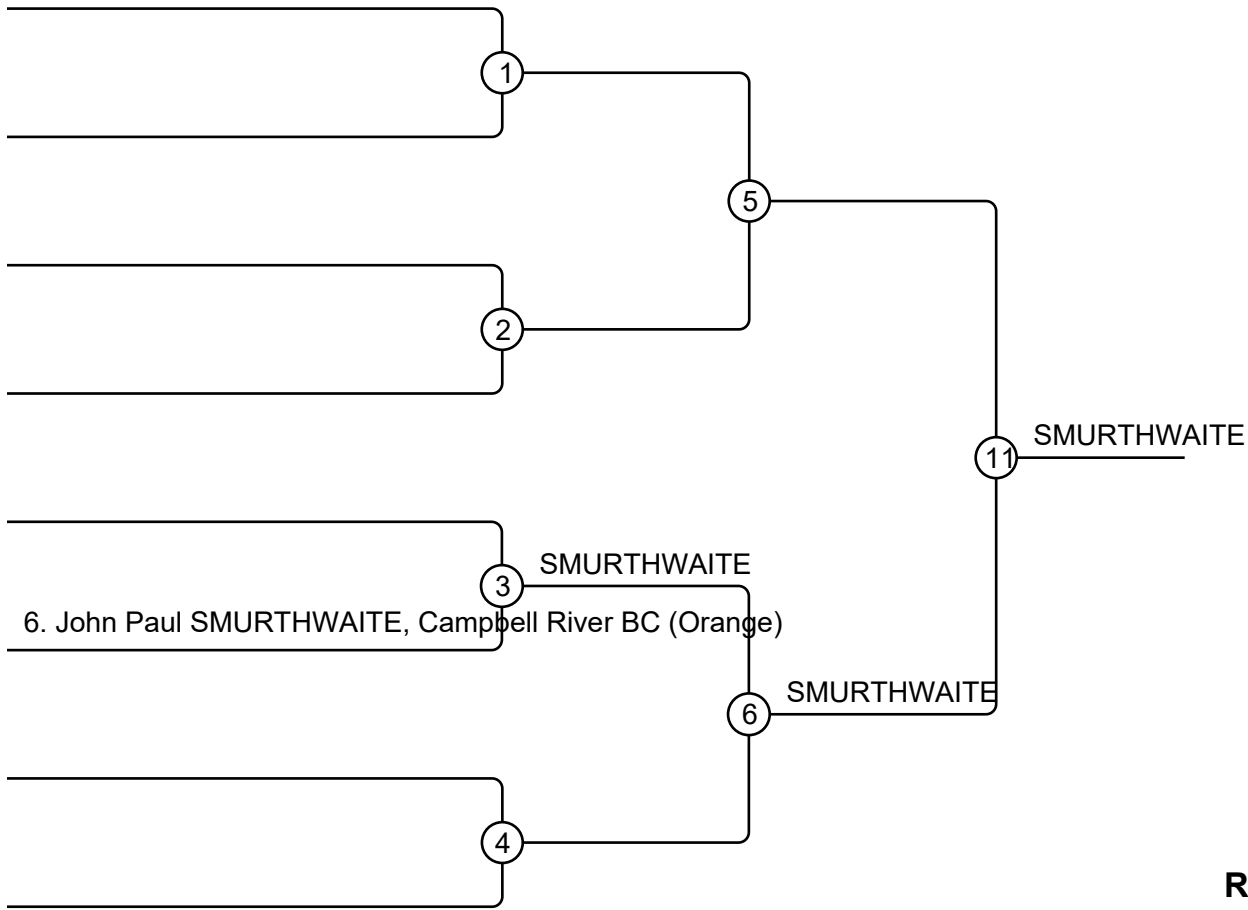 1
5
2
SMURTHWAITE
11
SMURTHWAITE
3
6. John Paul SMURTHWAITE, Campbell River BC (Orange)
SMURTHWAITE
6
4
R